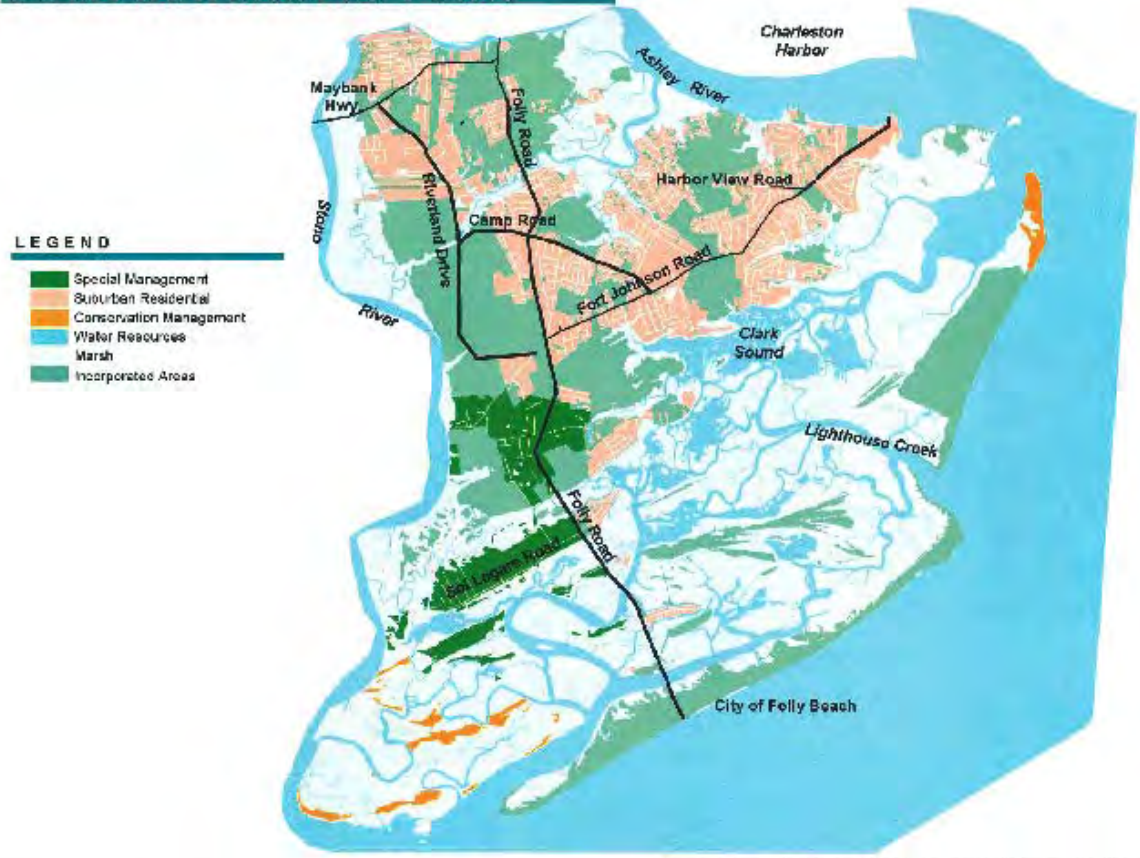 Charleston
Harbor
Ashley River
Maybank
Hwy.
Folly Road
Harbor View Road
Riverland Drive
Camp Road
Stono
River
Fort Johnson Road
Clark
Sound
LEGEND
Special Management
Suburban Residential
Conservation Management
Water Resources
Marsh
Incorporated Areas
Lighthouse Creek
Folly Road
Sol Legare Road
City of Folly Beach